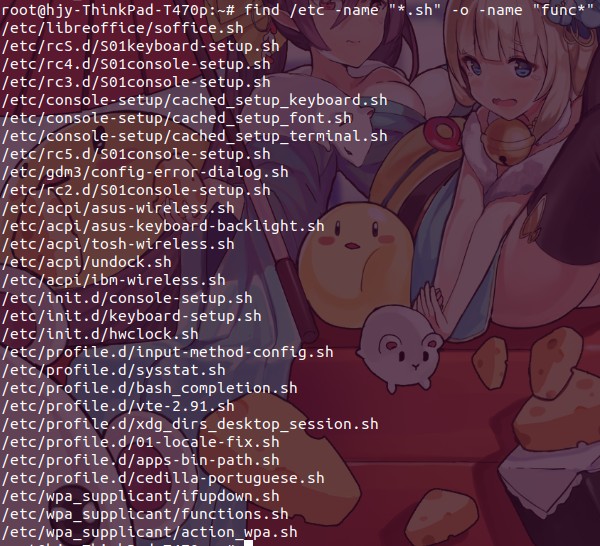 root@hjy-ThinkPad-T470p:~# find /etc -name "*.sh" -o -name "func*"
/etc/libreoffice/soffice.sh
/etc/rcS.d/S01keyboard-setup.sh
/etc/rc4.d/S01console-setup.sh
/etc/rc3.d/S01console-setup.sh
/etc/console-setup/cached_setup_keyboard.sh
/etc/console-setup/cached_setup_font.sh
/etc/console-setup/cached_setup_terminal.sh
/etc/rc5.d/S01console-setup.sh
/etc/gdm3/config-error-dialog.sh
/etc/rc2.d/S01console-setup.sh
/etc/acpi/asus-wireless.sh
/etc/acpi/asus-keyboard-backlight.sh
/etc/acpi/tosh-wireless.sh
/etc/acpi/undock.sh
/etc/acpi/ibm-wireless.sh
/etc/init.d/console-setup.sh
/etc/init.d/keyboard-setup.sh
/etc/init.d/hwclock.sh
/etc/profile.d/input-method-config.sh
/etc/profile.d/sysstat.sh
/etc/profile.d/bash_completion.sh
/etc/profile.d/vte-2.91.sh
/etc/profile.d/xdg_dirs_desktop_session.sh
/etc/profile.d/01-locale-fix.sh
/etc/profile.d/apps-bin-path.sh
/etc/profile.d/cedilla-portuguese.sh
/etc/wpa_supplicant/ifupdown.sh
/etc/wpa_supplicant/functions.sh
/etc/wpa_supplicant/action_wpa.sh